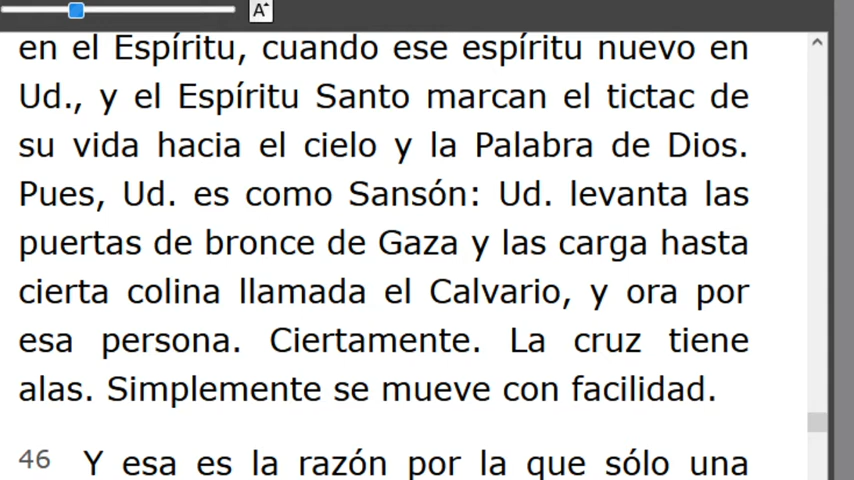 A
en el Espíritu, cuando ese espíritu nuevo en
Ud., y el Espíritu Santo marcan el tictac de
su vida hacia el cielo y la Palabra de Dios.
Pues, Ud. es como Sansón: Ud. levanta las
puertas de bronce de Gaza y las carga hasta
cierta colina llamada el Calvario, y ora por
esa persona. Ciertamente. La cruz tiene
alas. Simplemente se mueve con facilidad.
46 Y esa es la razón por la que sólo una